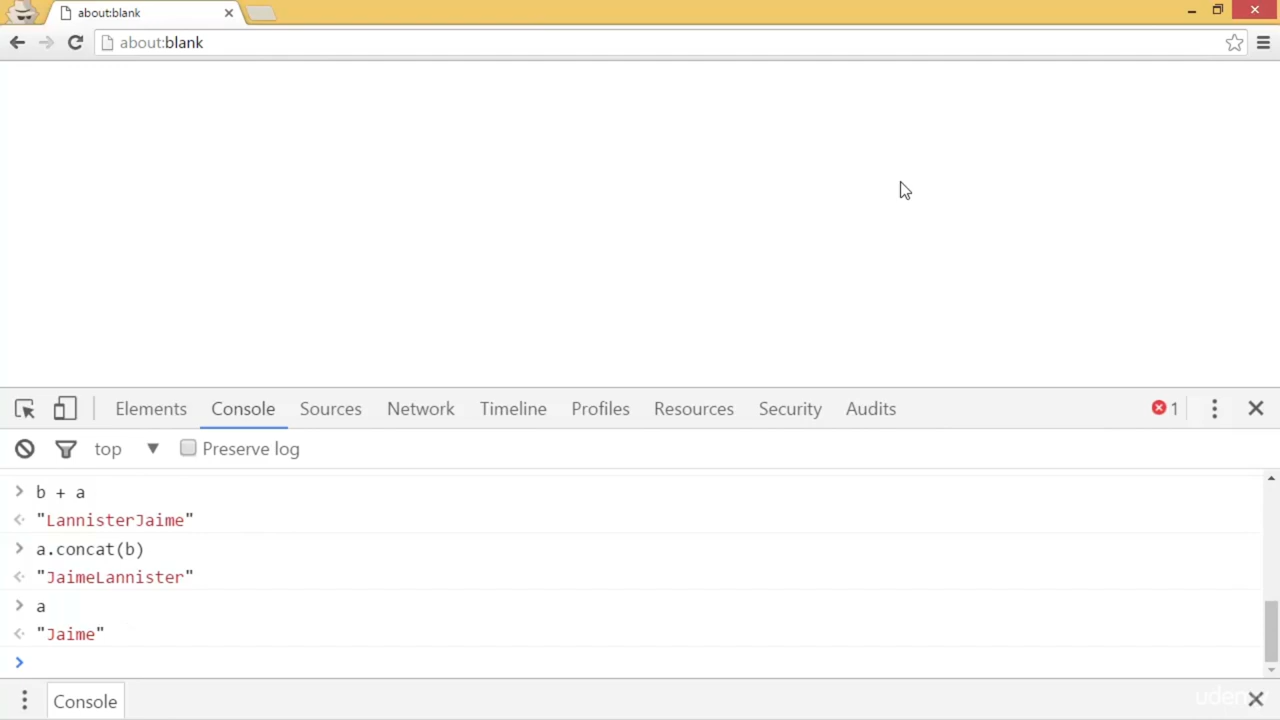 about:blank
about:blank
Elements Console Sources Network Timeline Profiles Resources Security Audits 1
top Preserve log
> b + a
"LannisterJaime"
> a.concat(b)
"JaimeLannister"
> a
"Jaime"
>
Console